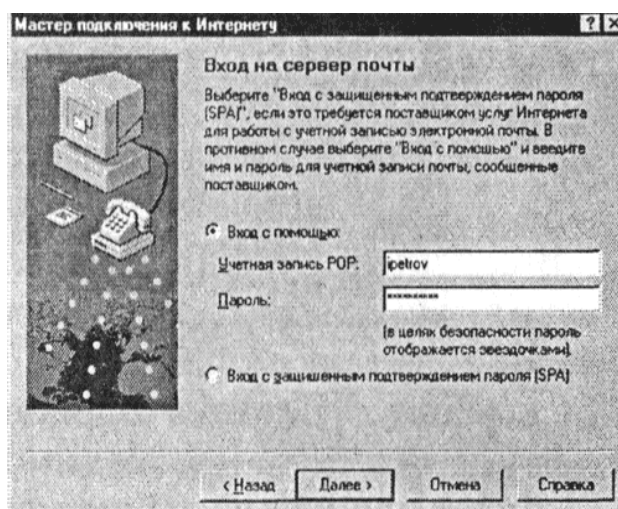 Мастер подключения к Интернету
Вход на сервер почты
Выберите "Вход с защищенным подтверждением пароля
(SPA)", если это требуется поставщиком услуг Интернета
для работы с учетной записью электронной почты. В
противном случае выберите "Вход с помощью" и введите
имя и пароль для учетной записи почты, сообщенные
поставщиком.
Вход с помощью:
Учетная запись POP:
ipetrov
Пароль:
********
(в целях безопасности пароль
отображается звездочками).
Вход с защищенным подтверждением пароля (SPA)
< Назад
Далее >
Отмена
Справка